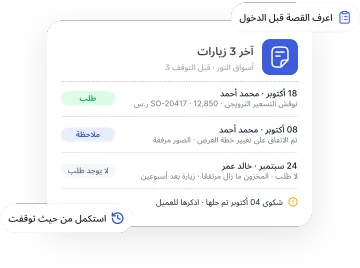 اعرف القصة قبل الدخول
آخر 3 زيارات
أسواق النور · قبل التوقف 3
18 أكتوبر · محمد أحمد
نوقش التسعير الترويجي · SO-20417 · 12,850 ر.س
طلب
08 أكتوبر · محمد أحمد
تم الاتفاق على تغيير خطة العرض · الصور مرفقة
ملاحظة
24 سبتمبر · خالد عمر
لا طلب · المخزون ما زال مرتفعًا · زيارة بعد أسبوعين
لا يوجد طلب
شكوى 04 أكتوبر تم حلها · اذكرها للعميل
استكمل من حيث توقفت